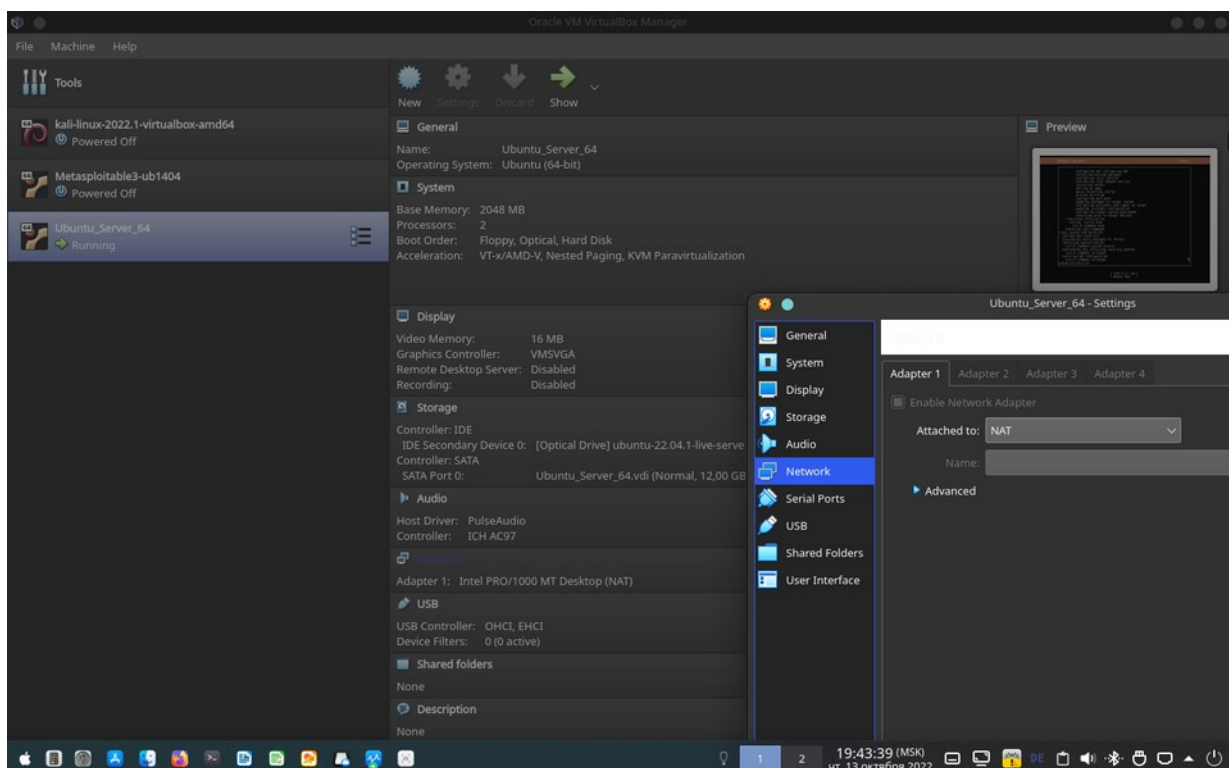 Oracle VM VirtualBox Manager
File Machine Help
Tools
New Settings Discard Show
kali-linux-2022.1-virtualbox-amd64
Powered Off
Metasploitable3-ub1404
Powered Off
Ubuntu_Server_64
Running
General
Name: Ubuntu_Server_64
Operating System: Ubuntu (64-bit)
System
Base Memory: 2048 MB
Processors: 2
Boot Order: Floppy, Optical, Hard Disk
Acceleration: VT-x/AMD-V, Nested Paging, KVM Paravirtualization
Display
Video Memory: 16 MB
Graphics Controller: VMSVGA
Remote Desktop Server: Disabled
Recording: Disabled
Storage
Controller: IDE
IDE Secondary Device 0: [Optical Drive] ubuntu-22.04.1-live-serve
Controller: SATA
SATA Port 0: Ubuntu_Server_64.vdi (Normal, 12,00 GB
Audio
Host Driver: PulseAudio
Controller: ICH AC97
Adapter 1: Intel PRO/1000 MT Desktop (NAT)
USB
USB Controller: OHCI, EHCI
Device Filters: 0 (0 active)
Shared folders
None
Description
None
Preview
Ubuntu_Server_64 - Settings
General
System
Display
Storage
Audio
Network
Serial Ports
USB
Shared Folders
User Interface
Adapter 1 Adapter 2 Adapter 3 Adapter 4
Enable Network Adapter
Attached to: NAT
Name:
Advanced
1 2 19:43:39 (MSK) DE
чт, 13 октября 2022